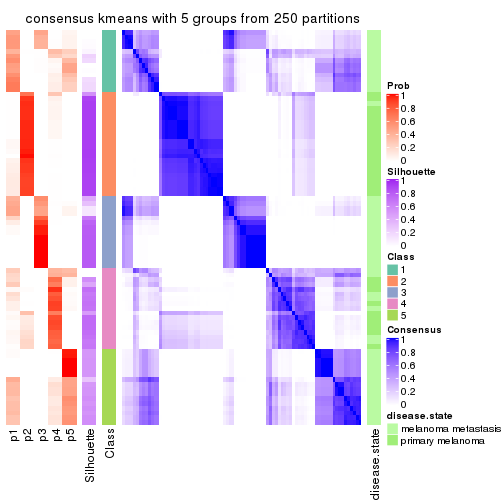 consensus kmeans with 5 groups from 250 partitions
Prob
1
0.8
0.6
0.4
0.2
0
Silhouette
1
0.8
0.6
0.4
0.2
0
Class
1
2
3
4
5
Consensus
1
0.8
0.6
0.4
0.2
0
disease.state
melanoma metastasis
primary melanoma
p1
p2
p3
p4
p5
Silhouette
Class
disease.state